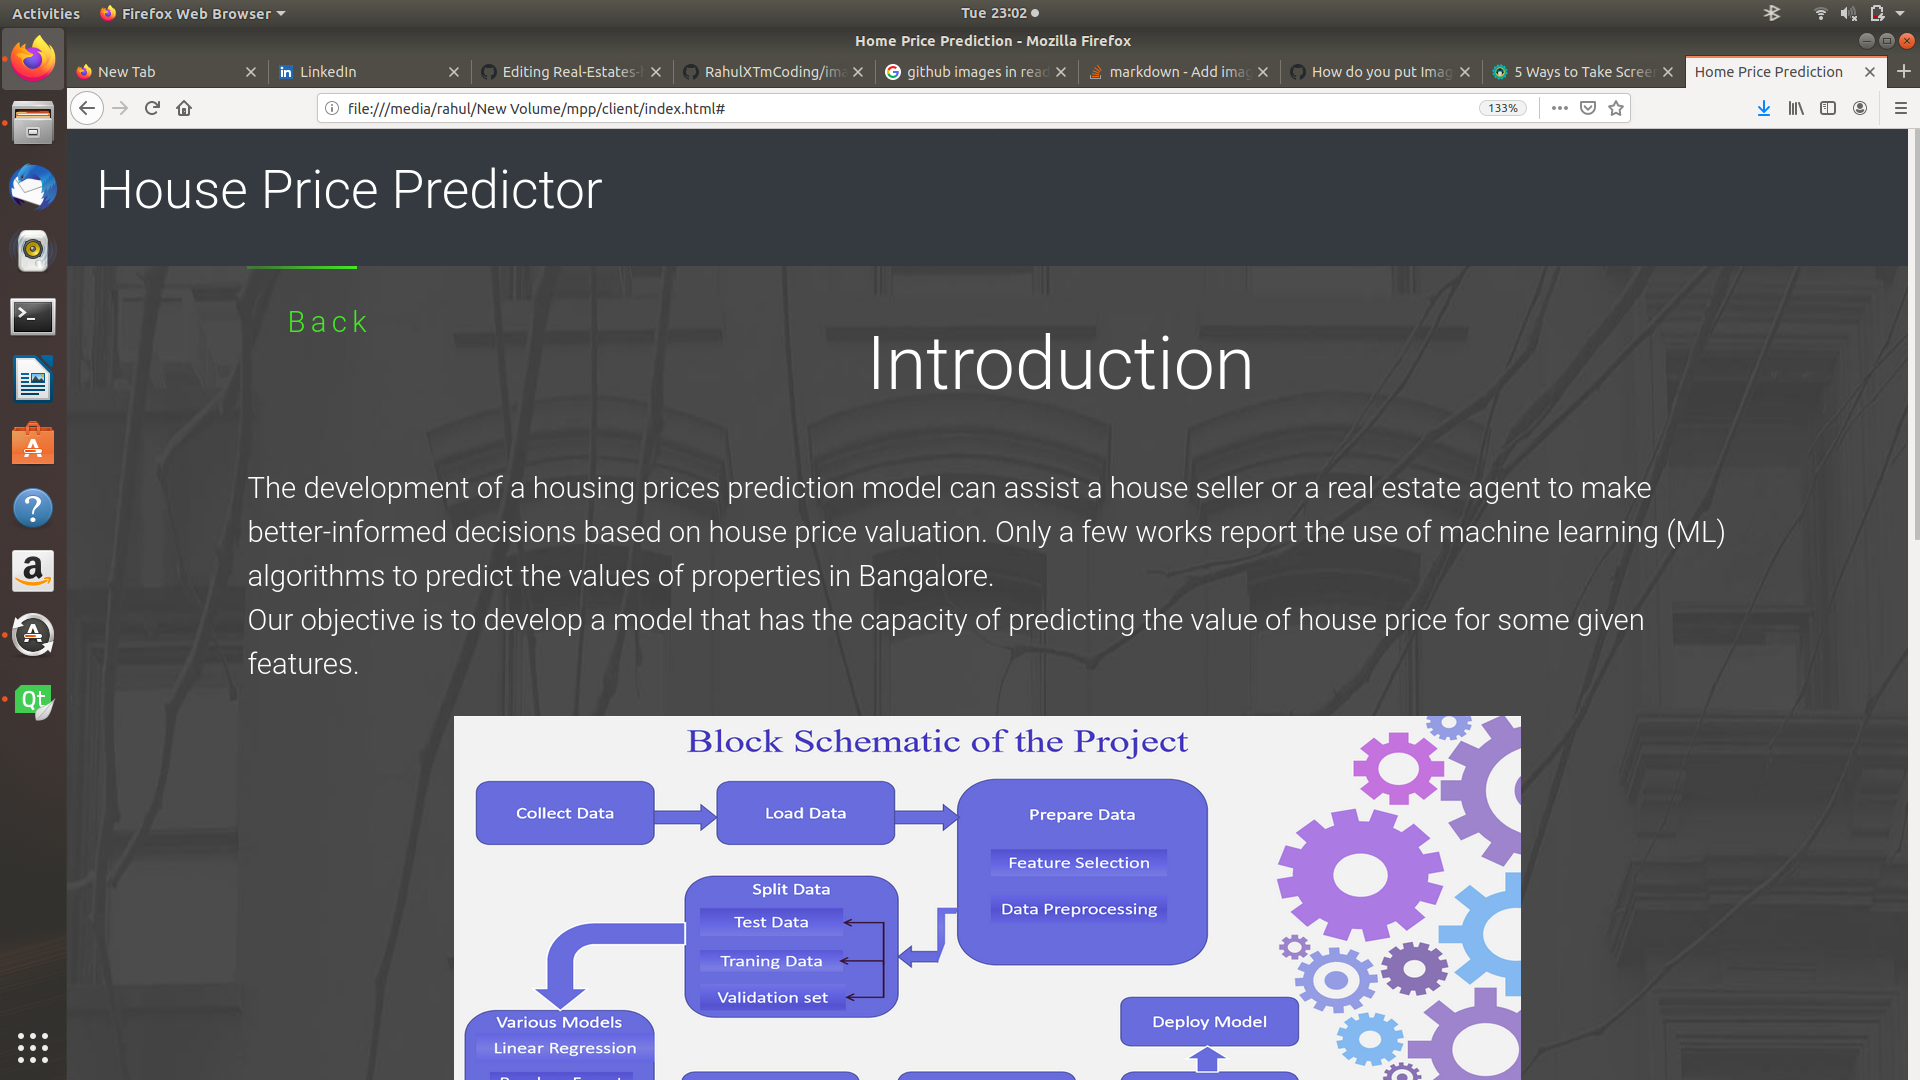 Activities
Firefox Web Browser
Tue 23:02
Home Price Prediction - Mozilla Firefox
New Tab
LinkedIn
Editing Real-Estates-
RahulXTmCoding/ima
github images in read
markdown - Add imag
How do you put Imag
5 Ways to Take Scree
Home Price Prediction
file:///media/rahul/New Volume/mpp/client/index.html#
133%
House Price Predictor
Back
Introduction
The development of a housing prices prediction model can assist a house seller or a real estate agent to make
better-informed decisions based on house price valuation. Only a few works report the use of machine learning (ML)
algorithms to predict the values of properties in Bangalore.
Our objective is to develop a model that has the capacity of predicting the value of house price for some given
features.
Block Schematic of the Project
Collect Data
Load Data
Prepare Data
Feature Selection
Data Preprocessing
Split Data
Test Data
Traning Data
Validation set
Various Models
Linear Regression
Deploy Model
Qt